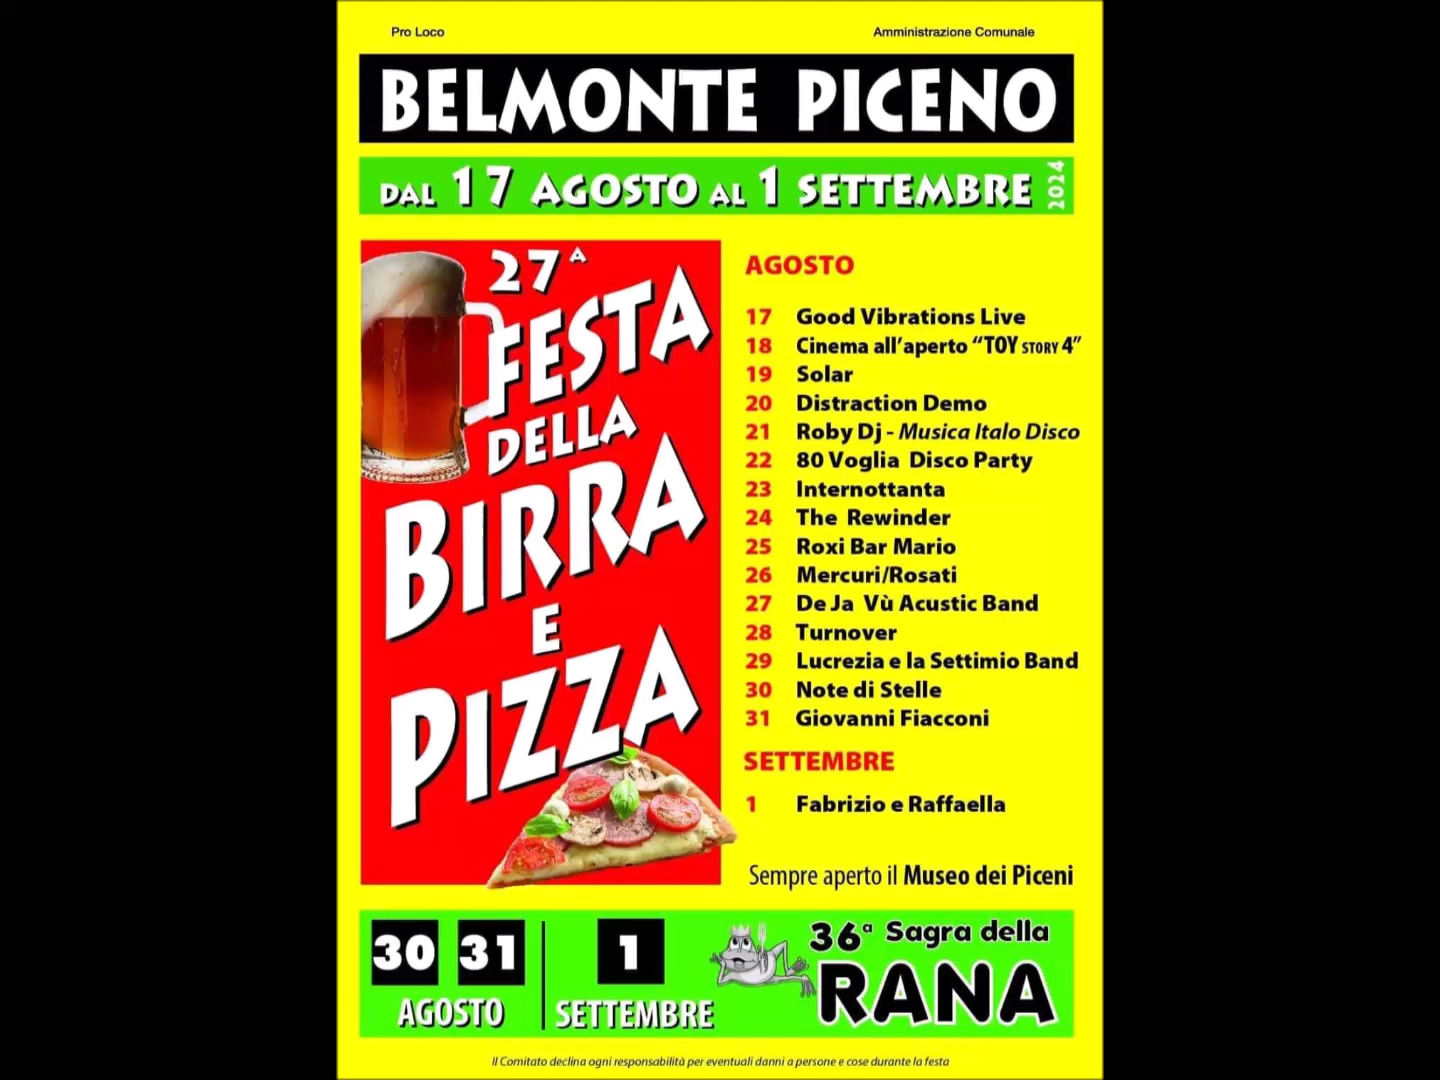 Pro Loco
Amministrazione Comunale
BELMONTE PICENO
DAL 17 AGOSTO AL 1 SETTEMBRE 2024
27ª
FESTA
DELLA
BIRRA
E
PIZZA
AGOSTO
17 Good Vibrations Live
18 Cinema all'aperto "TOY STORY 4"
19 Solar
20 Distraction Demo
21 Roby Dj - Musica Italo Disco
22 80 Voglia Disco Party
23 Internottanta
24 The Rewinder
25 Roxi Bar Mario
26 Mercuri/Rosati
27 De Ja Vù Acustic Band
28 Turnover
29 Lucrezia e la Settimio Band
30 Note di Stelle
31 Giovanni Fiacconi
SETTEMBRE
1 Fabrizio e Raffaella
Sempre aperto il Museo dei Piceni
30 31
AGOSTO
1
SETTEMBRE
36ª Sagra della
RANA
Il Comitato declina ogni responsabilità per eventuali danni a persone e cose durante la festa